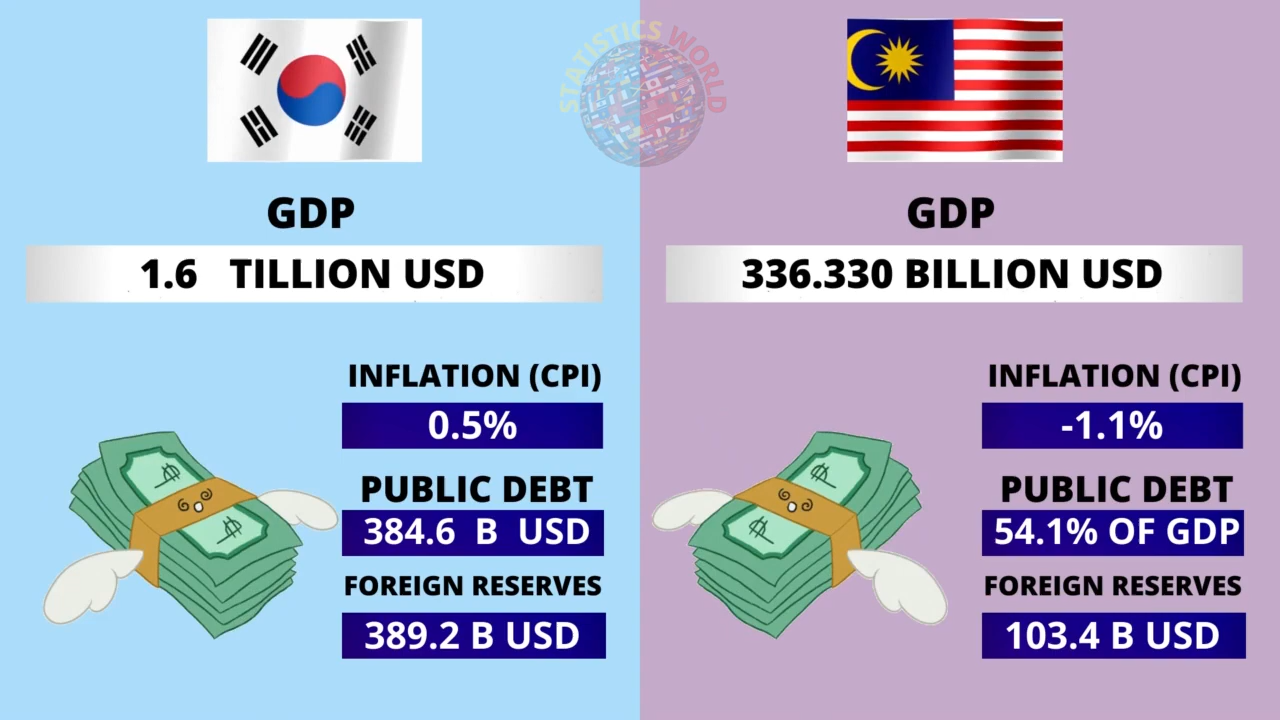 STATISTICS WORLD
GDP
1.6 TILLION USD
INFLATION (CPI)
0.5%
PUBLIC DEBT
384.6 B USD
FOREIGN RESERVES
389.2 B USD
GDP
336.330 BILLION USD
INFLATION (CPI)
-1.1%
PUBLIC DEBT
54.1% OF GDP
FOREIGN RESERVES
103.4 B USD